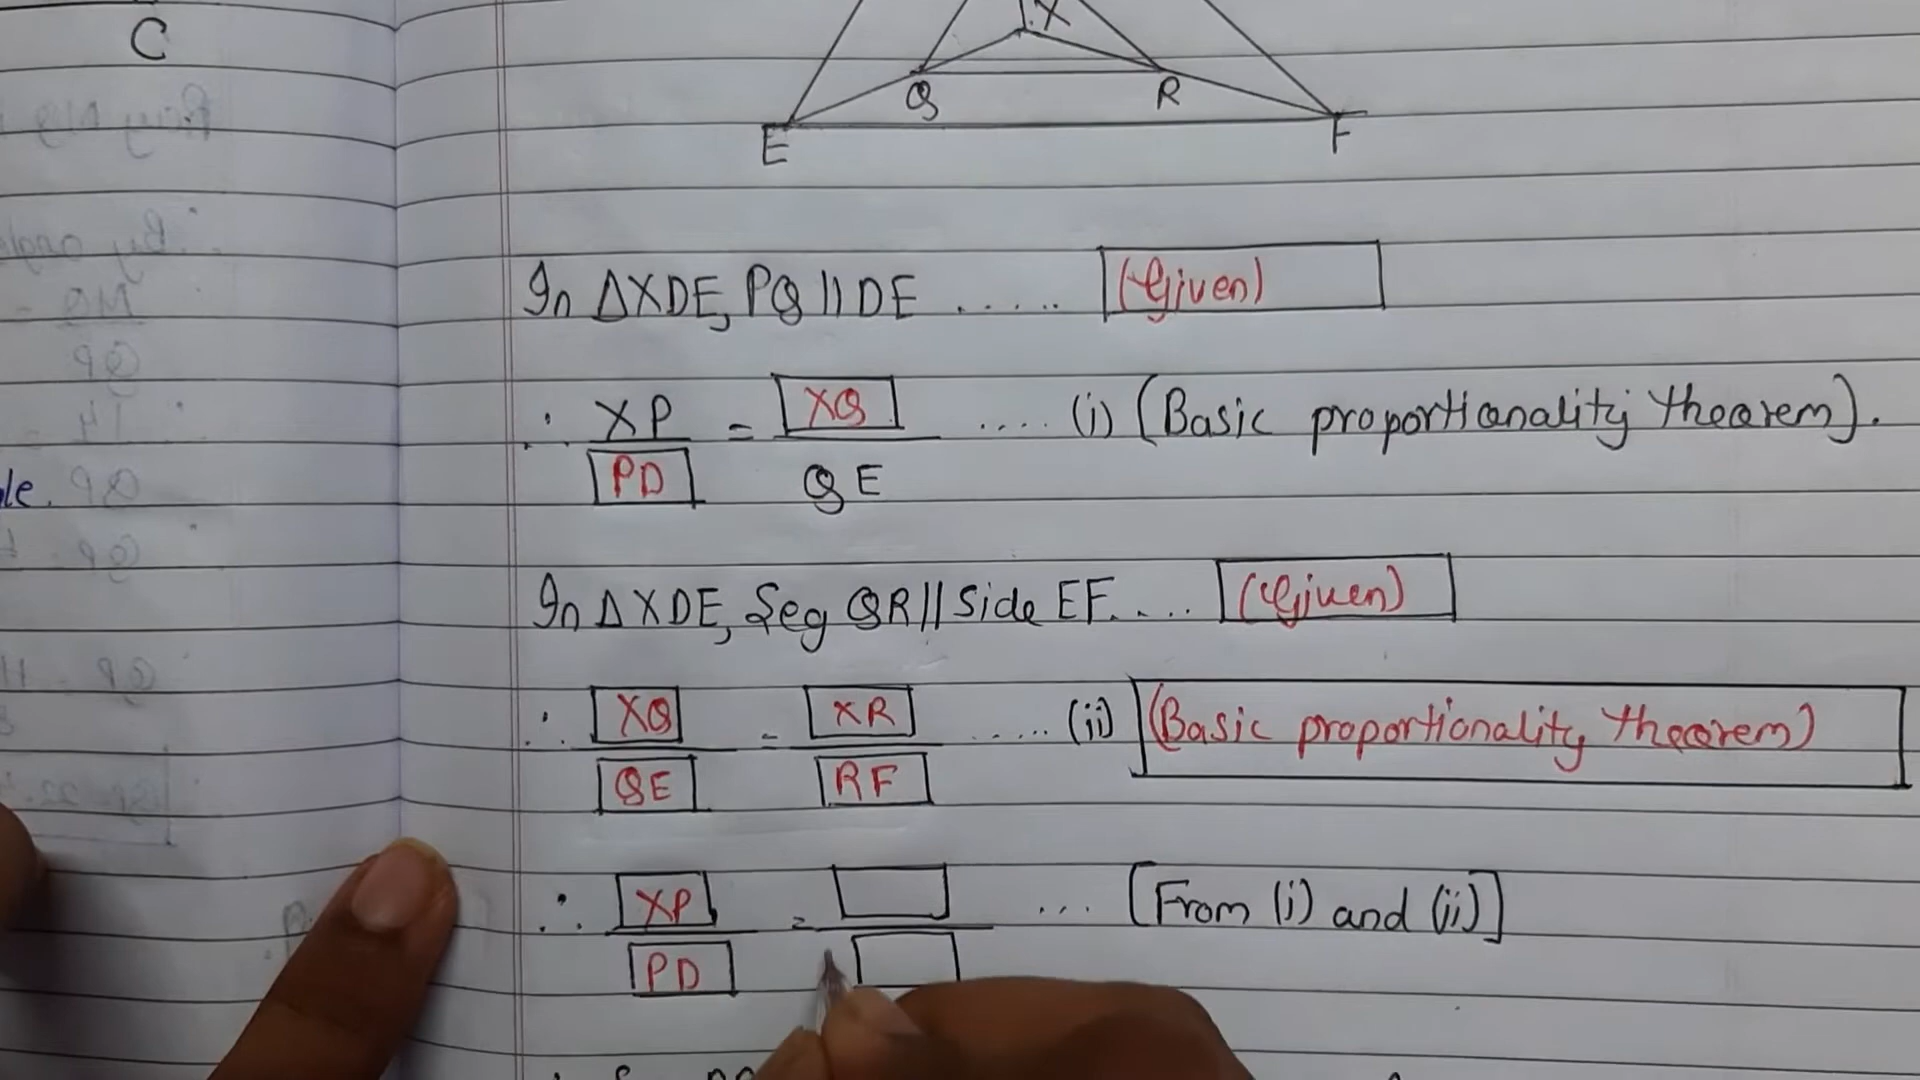 C
X
Q
R
E
F
In ΔXDE, PQ || DE ...... (Given)
∴ XP / PD = XQ / QE .... (i) (Basic proportionality theorem).
In ΔXDE, Seg QR || Side EF..... (Given)
le.
∴ XQ / QE = XR / RF ..... (ii) (Basic proportionality theorem)
∴ XP / PD = ... [From (i) and (ii)]